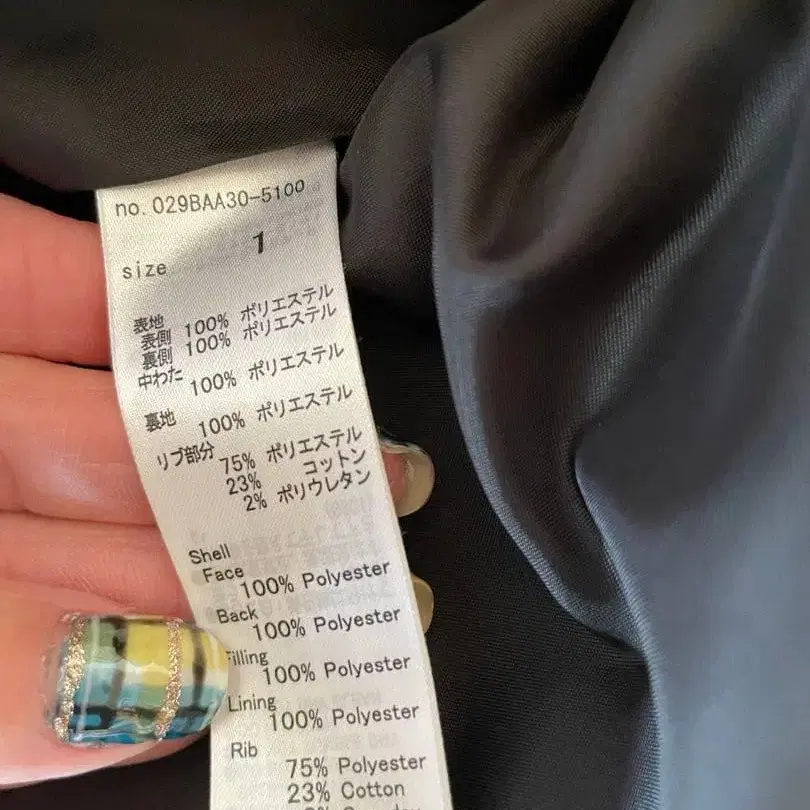 no. 029BAA30-5100
size 1
表地
表側 100% ポリエステル
裏側 100% ポリエステル
中わた
100% ポリエステル
裏地
100% ポリエステル
リブ部分
75% ポリエステル
23% コットン
2% ポリウレタン
Shell
Face
100% Polyester
Back
100% Polyester
Filling
100% Polyester
Lining
100% Polyester
Rib
75% Polyester
23% Cotton